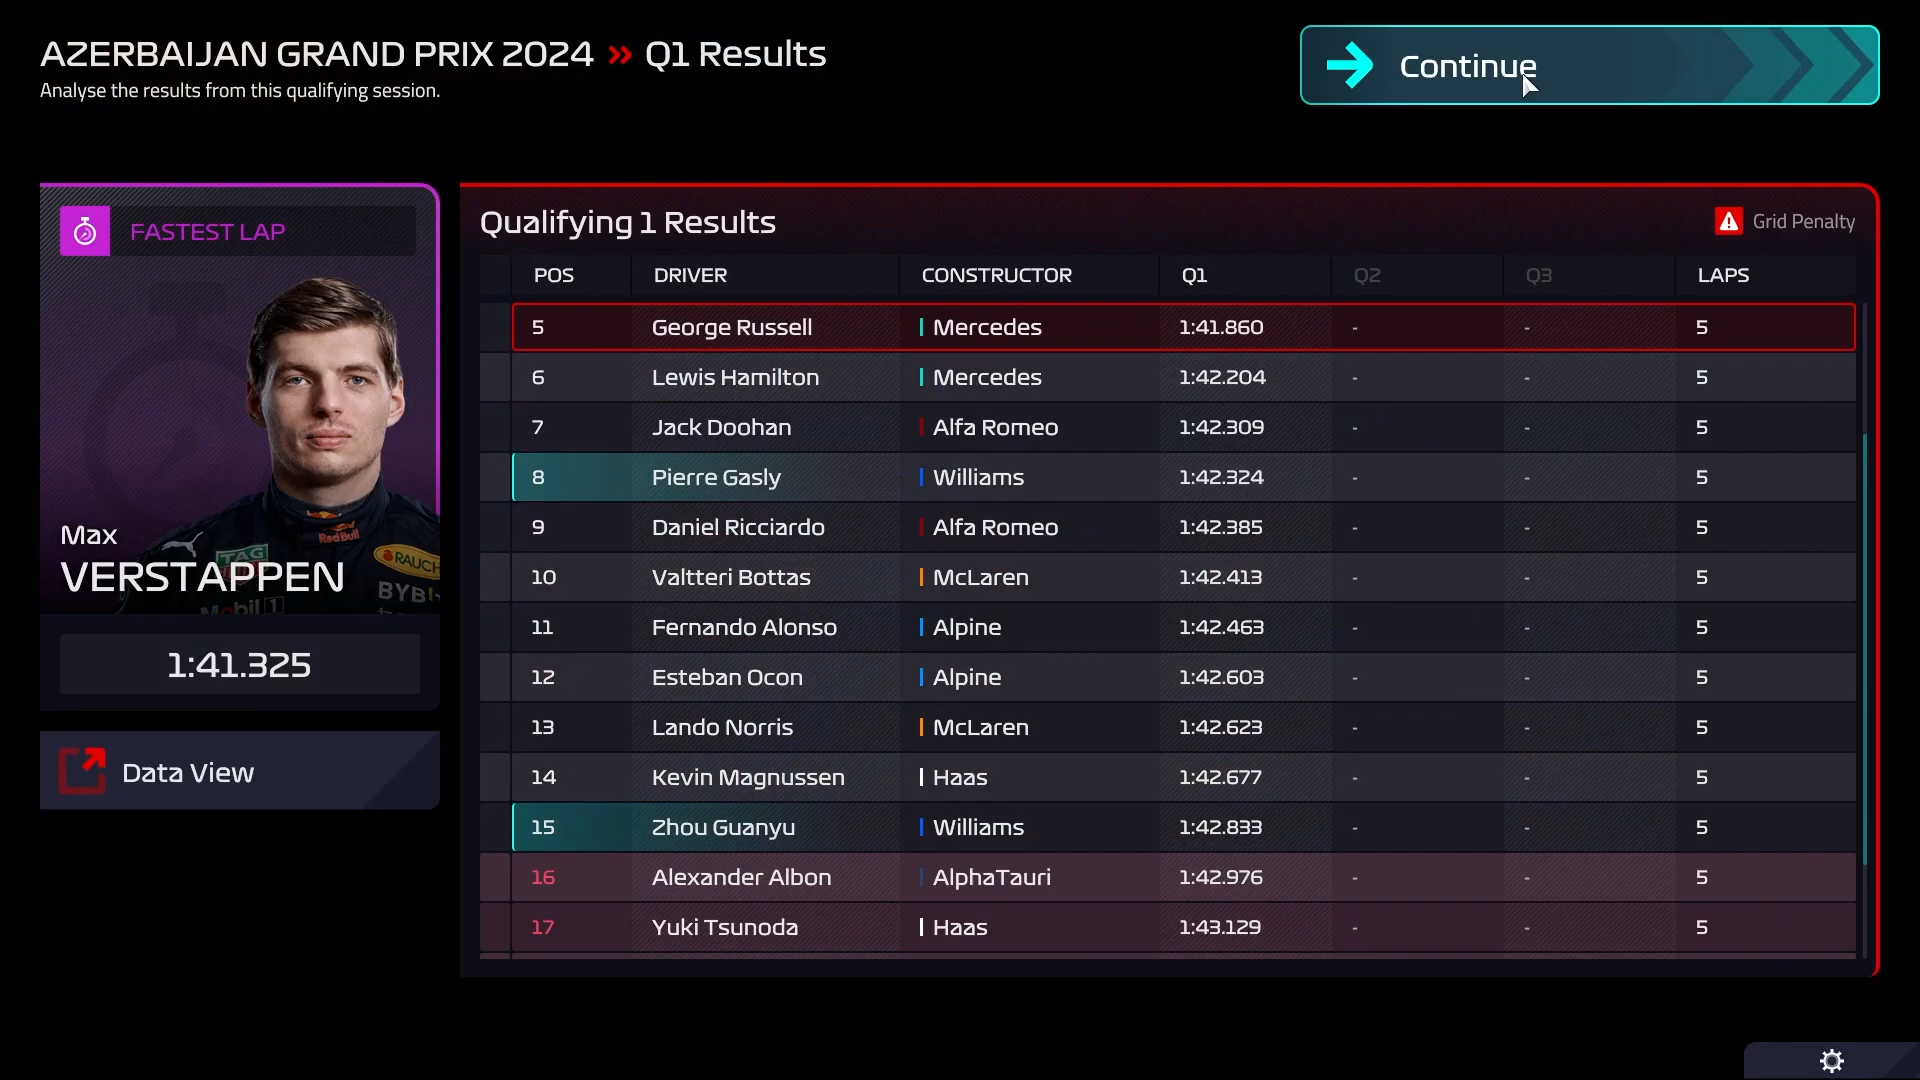 AZERBAIJAN GRAND PRIX 2024 » Q1 Results
Analyse the results from this qualifying session.
Continue
FASTEST LAP
Max
VERSTAPPEN
TAG
Red Bull
RAUCH
BYBI
Mobil 1
1:41.325
Data View
Qualifying 1 Results
Grid Penalty
POS DRIVER CONSTRUCTOR Q1 Q2 Q3 LAPS
5 George Russell Mercedes 1:41.860 - - 5
6 Lewis Hamilton Mercedes 1:42.204 - - 5
7 Jack Doohan Alfa Romeo 1:42.309 - - 5
8 Pierre Gasly Williams 1:42.324 - - 5
9 Daniel Ricciardo Alfa Romeo 1:42.385 - - 5
10 Valtteri Bottas McLaren 1:42.413 - - 5
11 Fernando Alonso Alpine 1:42.463 - - 5
12 Esteban Ocon Alpine 1:42.603 - - 5
13 Lando Norris McLaren 1:42.623 - - 5
14 Kevin Magnussen Haas 1:42.677 - - 5
15 Zhou Guanyu Williams 1:42.833 - - 5
16 Alexander Albon AlphaTauri 1:42.976 - - 5
17 Yuki Tsunoda Haas 1:43.129 - - 5